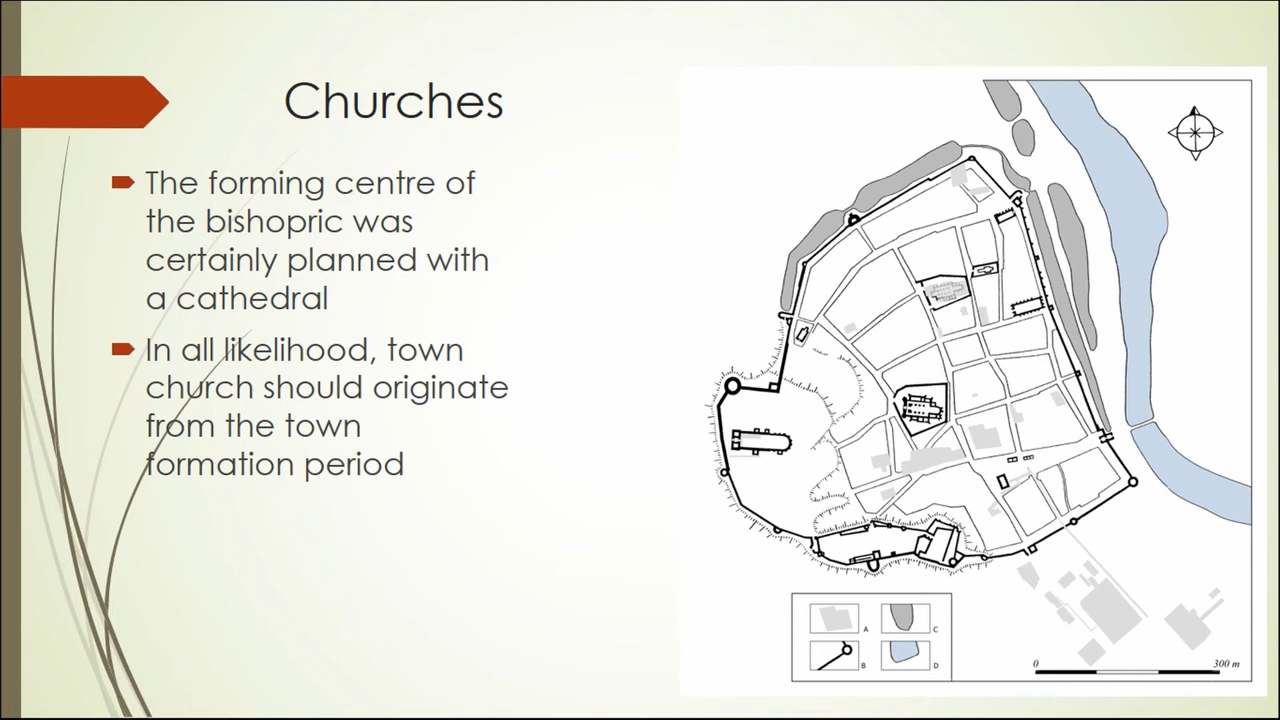 Churches
The forming centre of
the bishopric was
certainly planned with
a cathedral
In all likelihood, town
church should originate
from the town
formation period
A
C
B
D
0
300 m